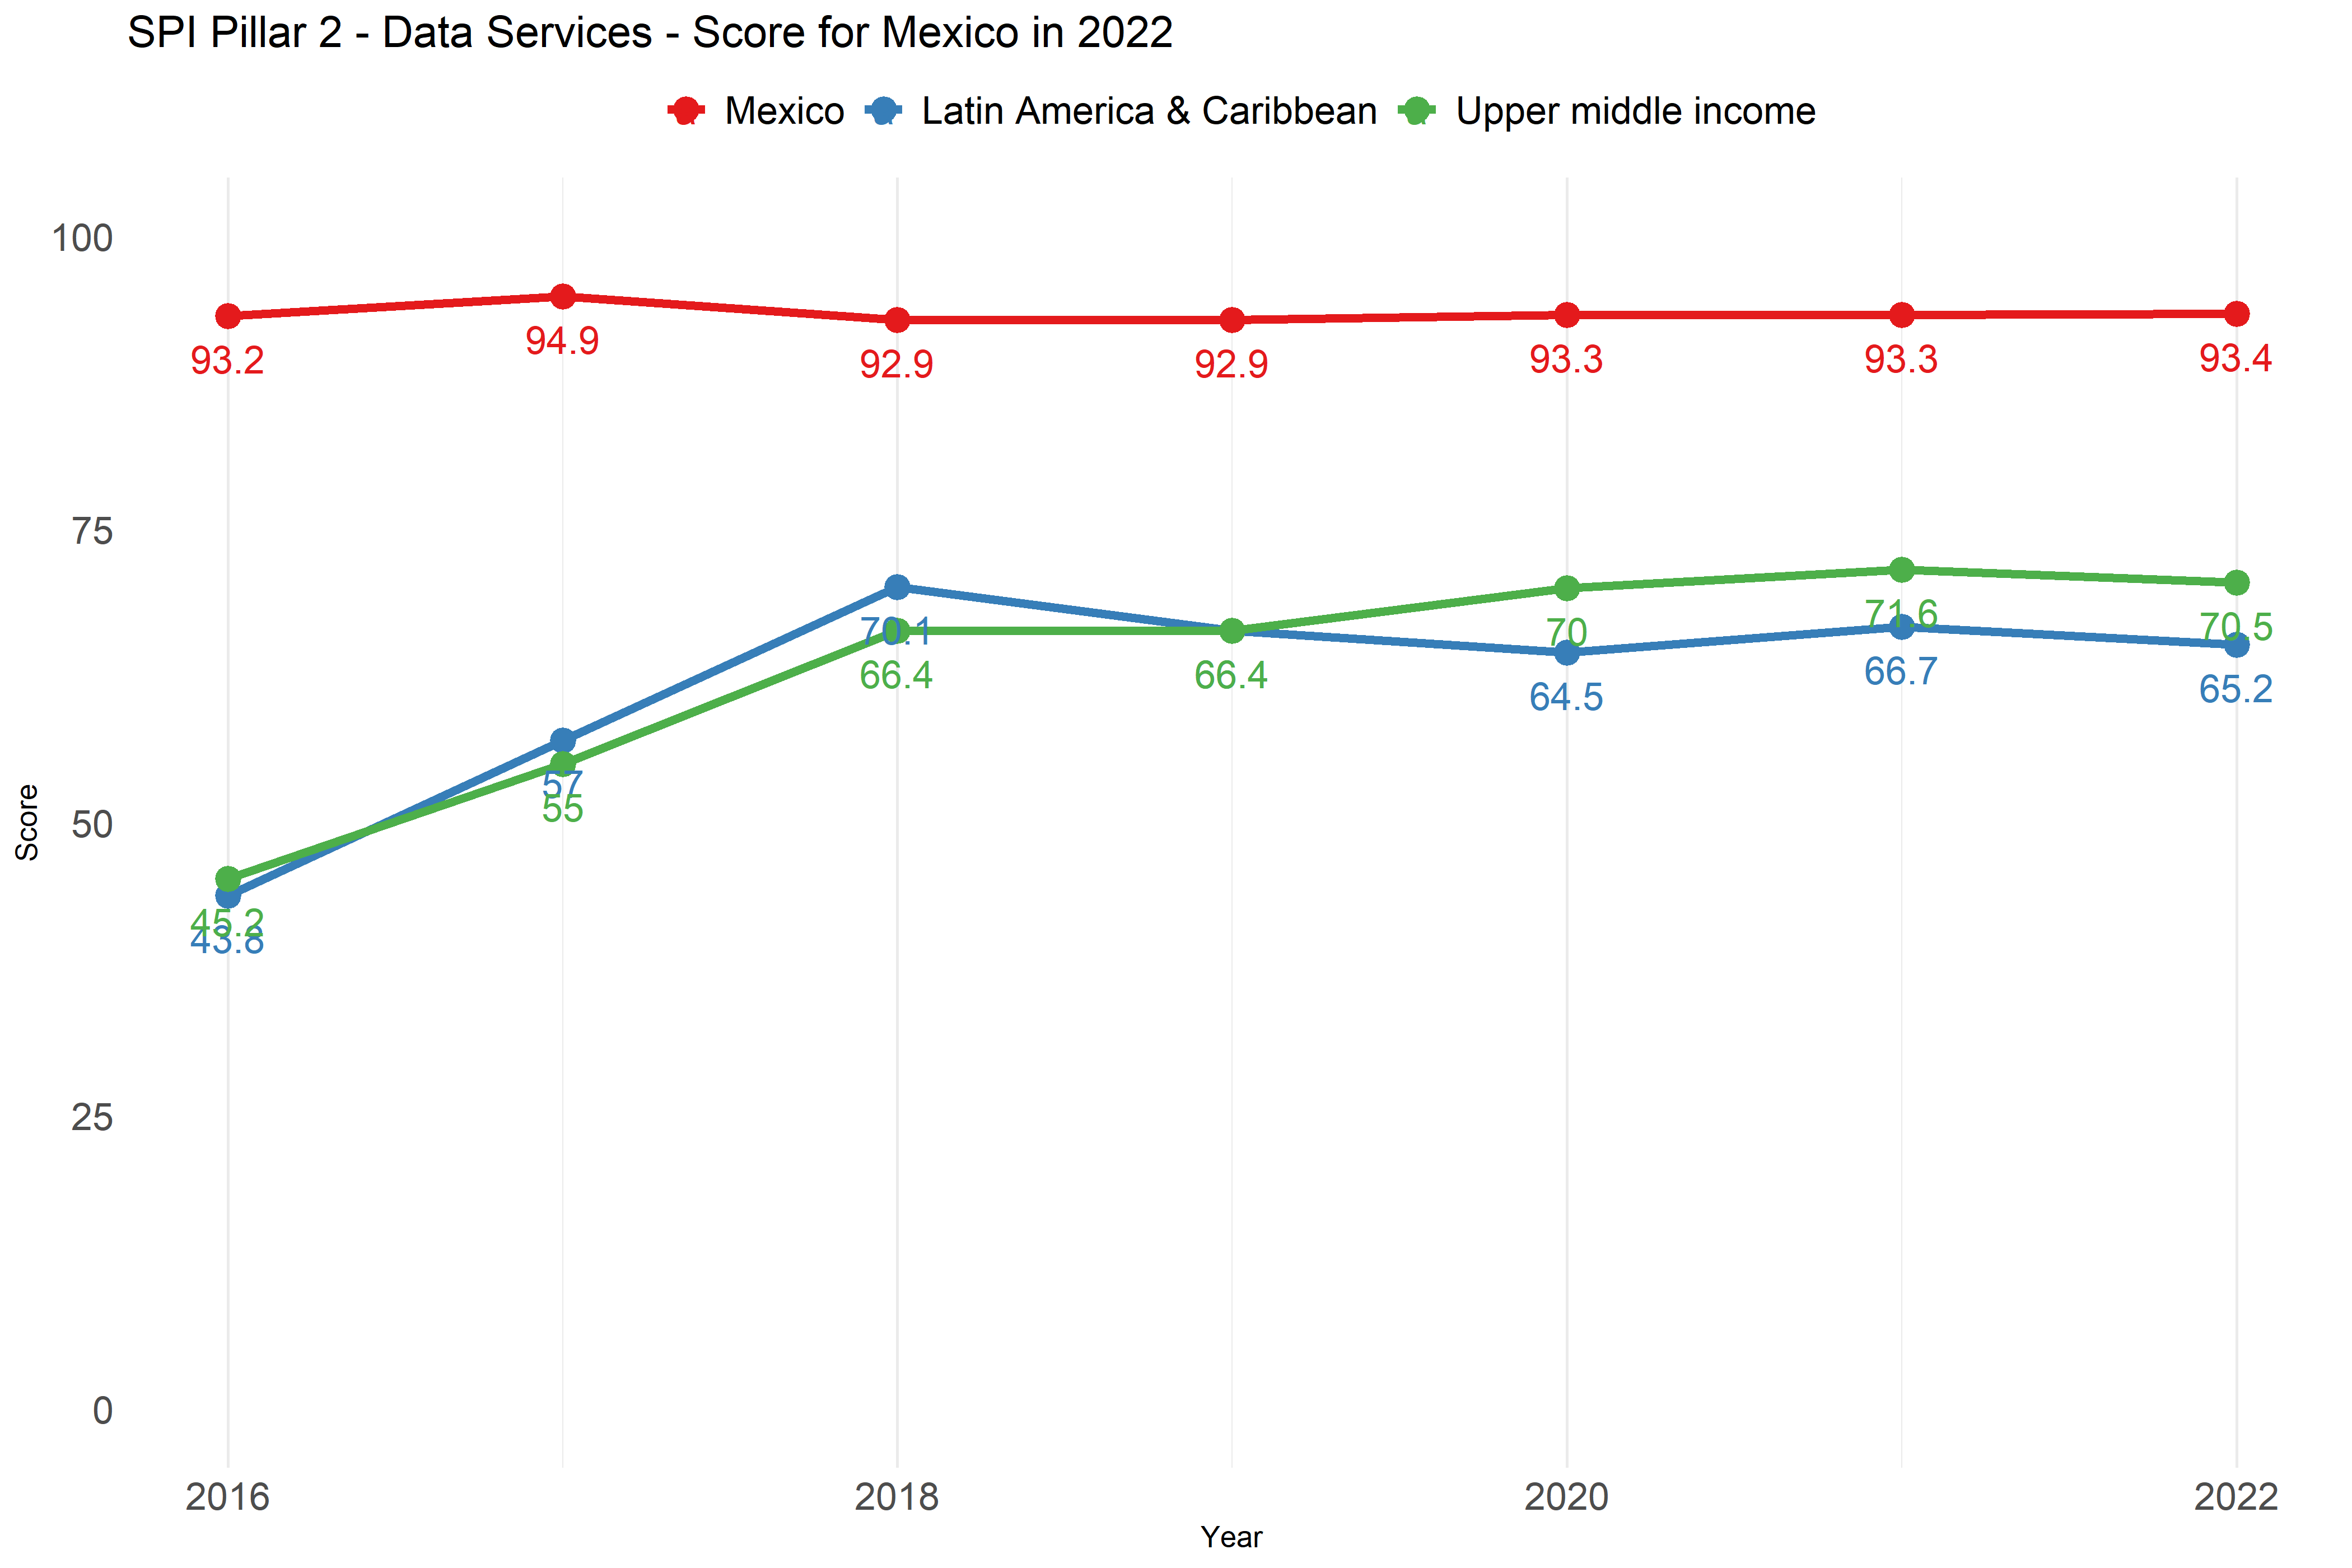 SPI Pillar 2 - Data Services - Score for Mexico in 2022
Mexico Latin America & Caribbean Upper middle income
100
75
50
25
0
Score
93.2 94.9 92.9 92.9 93.3 93.3 93.4
70.1 71.6 70.5
66.4 66.4 70 66.7 65.2
64.5
57
55
45.2
43.8
2016 2018 2020 2022
Year